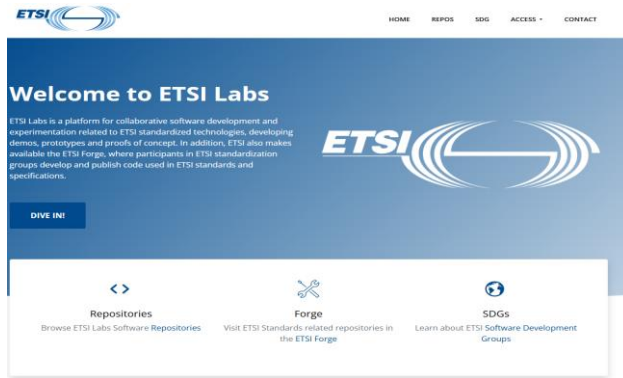 ETSI
HOME REPOS SDG ACCESS CONTACT
Welcome to ETSI Labs
ETSI Labs is a platform for collaborative software development and
experimentation related to ETSI standardized technologies, developing
demos, prototypes and proofs of concept. In addition, ETSI also makes
available the ETSI Forge, where participants in ETSI standardization
groups develop and publish code used in ETSI standards and
specifications.
ETSI
DIVE IN!
Repositories
Browse ETSI Labs Software Repositories
Forge
Visit ETSI Standards related repositories in
the ETSI Forge
SDGs
Learn about ETSI Software Development
Groups